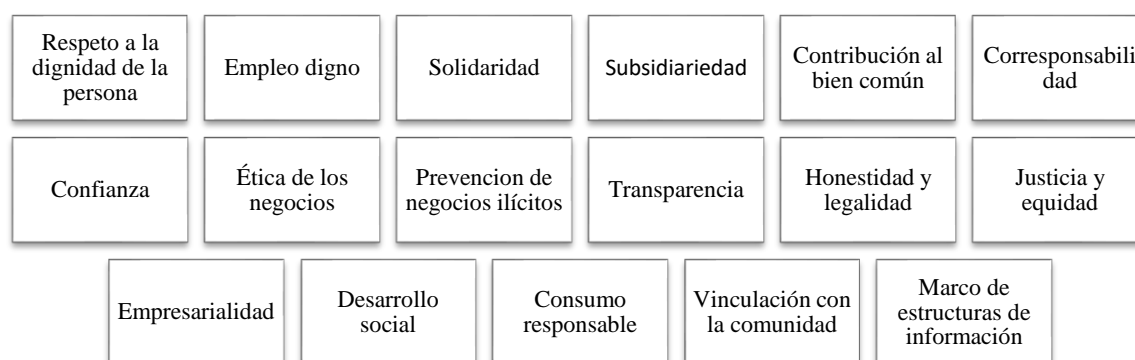 Respeto a la
dignidad de la
persona
Empleo digno
Solidaridad
Subsidiariedad
Contribución al
bien común
Corresponsabili
dad
Confianza
Ética de los
negocios
Prevencion de
negocios ilícitos
Transparencia
Honestidad y
legalidad
Justicia y
equidad
Empresarialidad
Desarrollo
social
Consumo
responsable
Vinculación con
la comunidad
Marco de
estructuras de
información